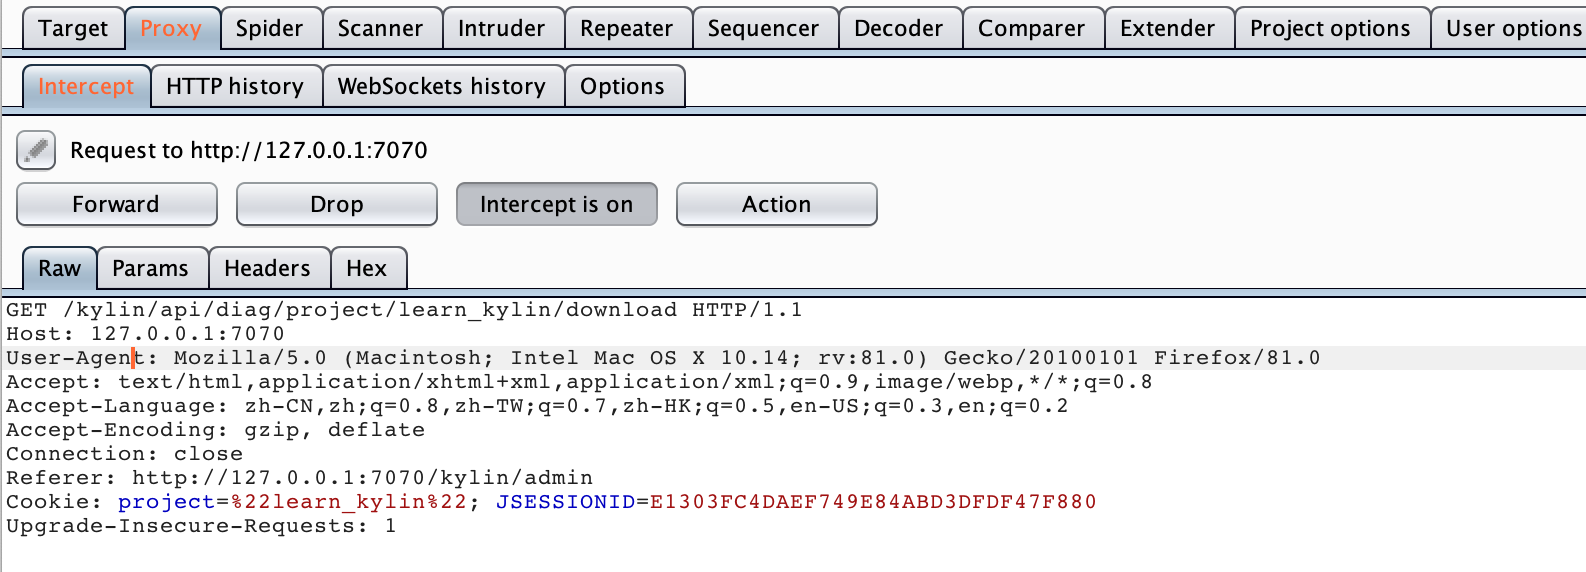 Target Proxy Spider Scanner Intruder Repeater Sequencer Decoder Comparer Extender Project options User options
Intercept HTTP history WebSockets history Options
Request to http://127.0.0.1:7070
Forward Drop Intercept is on Action
Raw Params Headers Hex
GET /kylin/api/diag/project/learn_kylin/download HTTP/1.1
Host: 127.0.0.1:7070
User-Agent: Mozilla/5.0 (Macintosh; Intel Mac OS X 10.14; rv:81.0) Gecko/20100101 Firefox/81.0
Accept: text/html,application/xhtml+xml,application/xml;q=0.9,image/webp,*/*;q=0.8
Accept-Language: zh-CN,zh;q=0.8,zh-TW;q=0.7,zh-HK;q=0.5,en-US;q=0.3,en;q=0.2
Accept-Encoding: gzip, deflate
Connection: close
Referer: http://127.0.0.1:7070/kylin/admin
Cookie: project=%22learn_kylin%22; JSESSIONID=E1303FC4DAEF749E84ABD3DFDF47F880
Upgrade-Insecure-Requests: 1